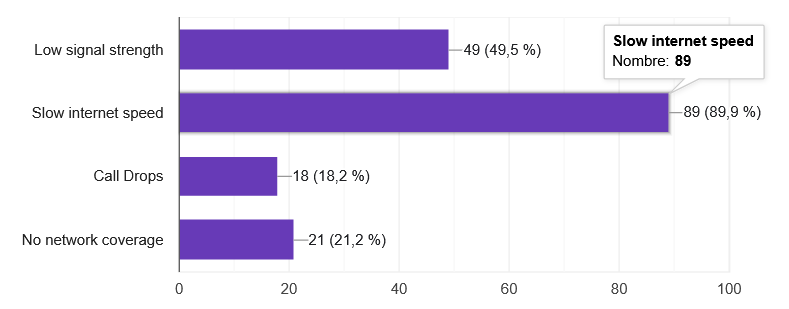 Low signal strength
49 (49,5 %)
Slow internet speed
Nombre: 89
Slow internet speed
89 (89,9 %)
Call Drops
18 (18,2 %)
No network coverage
21 (21,2 %)
0
20
40
60
80
100